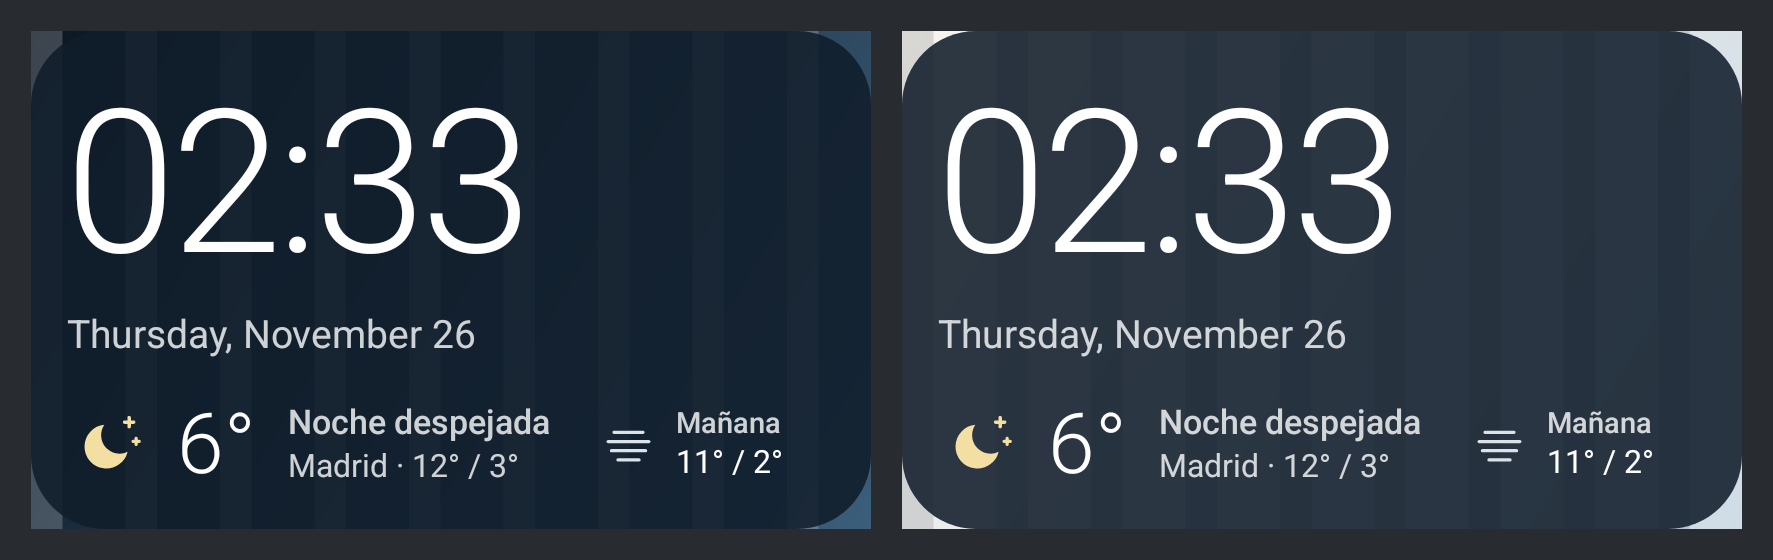 02:33
Thursday, November 26
6° Noche despejada
Madrid · 12° / 3°
Mañana
11° / 2°
02:33
Thursday, November 26
6° Noche despejada
Madrid · 12° / 3°
Mañana
11° / 2°